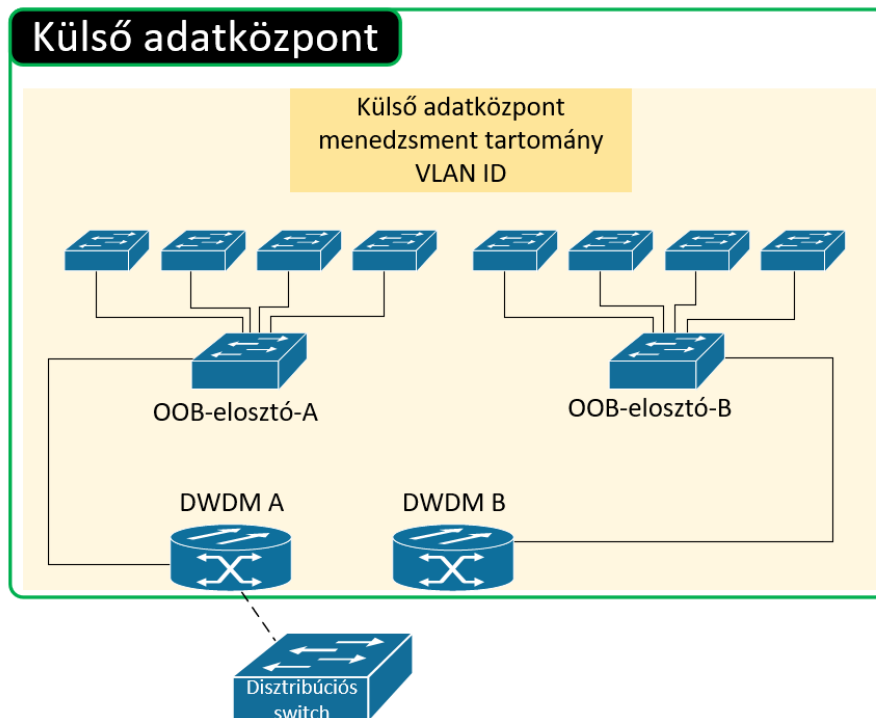 Külső adatközpont
Külső adatközpont
menedzsment tartomány
VLAN ID
OOB-elosztó-A
OOB-elosztó-B
DWDM A
DWDM B
Disztribúciós
switch